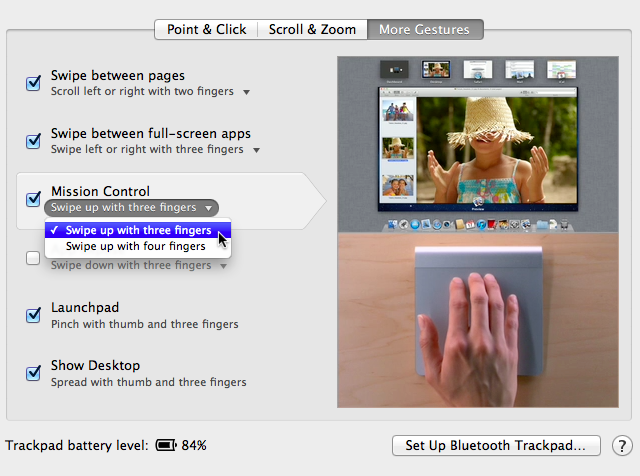 Point & Click
Scroll & Zoom
More Gestures
Swipe between pages
Scroll left or right with two fingers
Swipe between full-screen apps
Swipe left or right with three fingers
Mission Control
Swipe up with three fingers
✓ Swipe up with three fingers
Swipe up with four fingers
Swipe down with three fingers
Launchpad
Pinch with thumb and three fingers
Show Desktop
Spread with thumb and three fingers
Trackpad battery level: 84%
Set Up Bluetooth Trackpad...
?